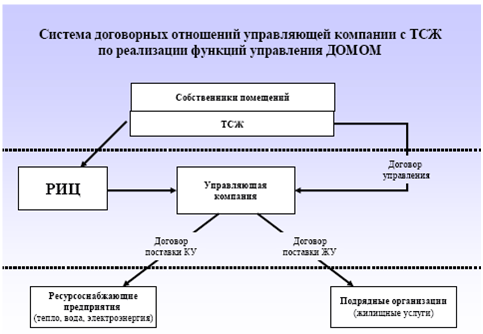 Система договорных отношений управляющей компании с ТСЖ
по реализации функций управления ДОМОМ
Собственники помещений
ТСЖ
Договор
управления
РИЦ
Управляющая
компания
Договор
поставки КУ
Договор
поставки ЖУ
Ресурсоснабжающие
предприятия
(тепло, вода, электроэнергия)
Подрядные организации
(жилищные услуги)